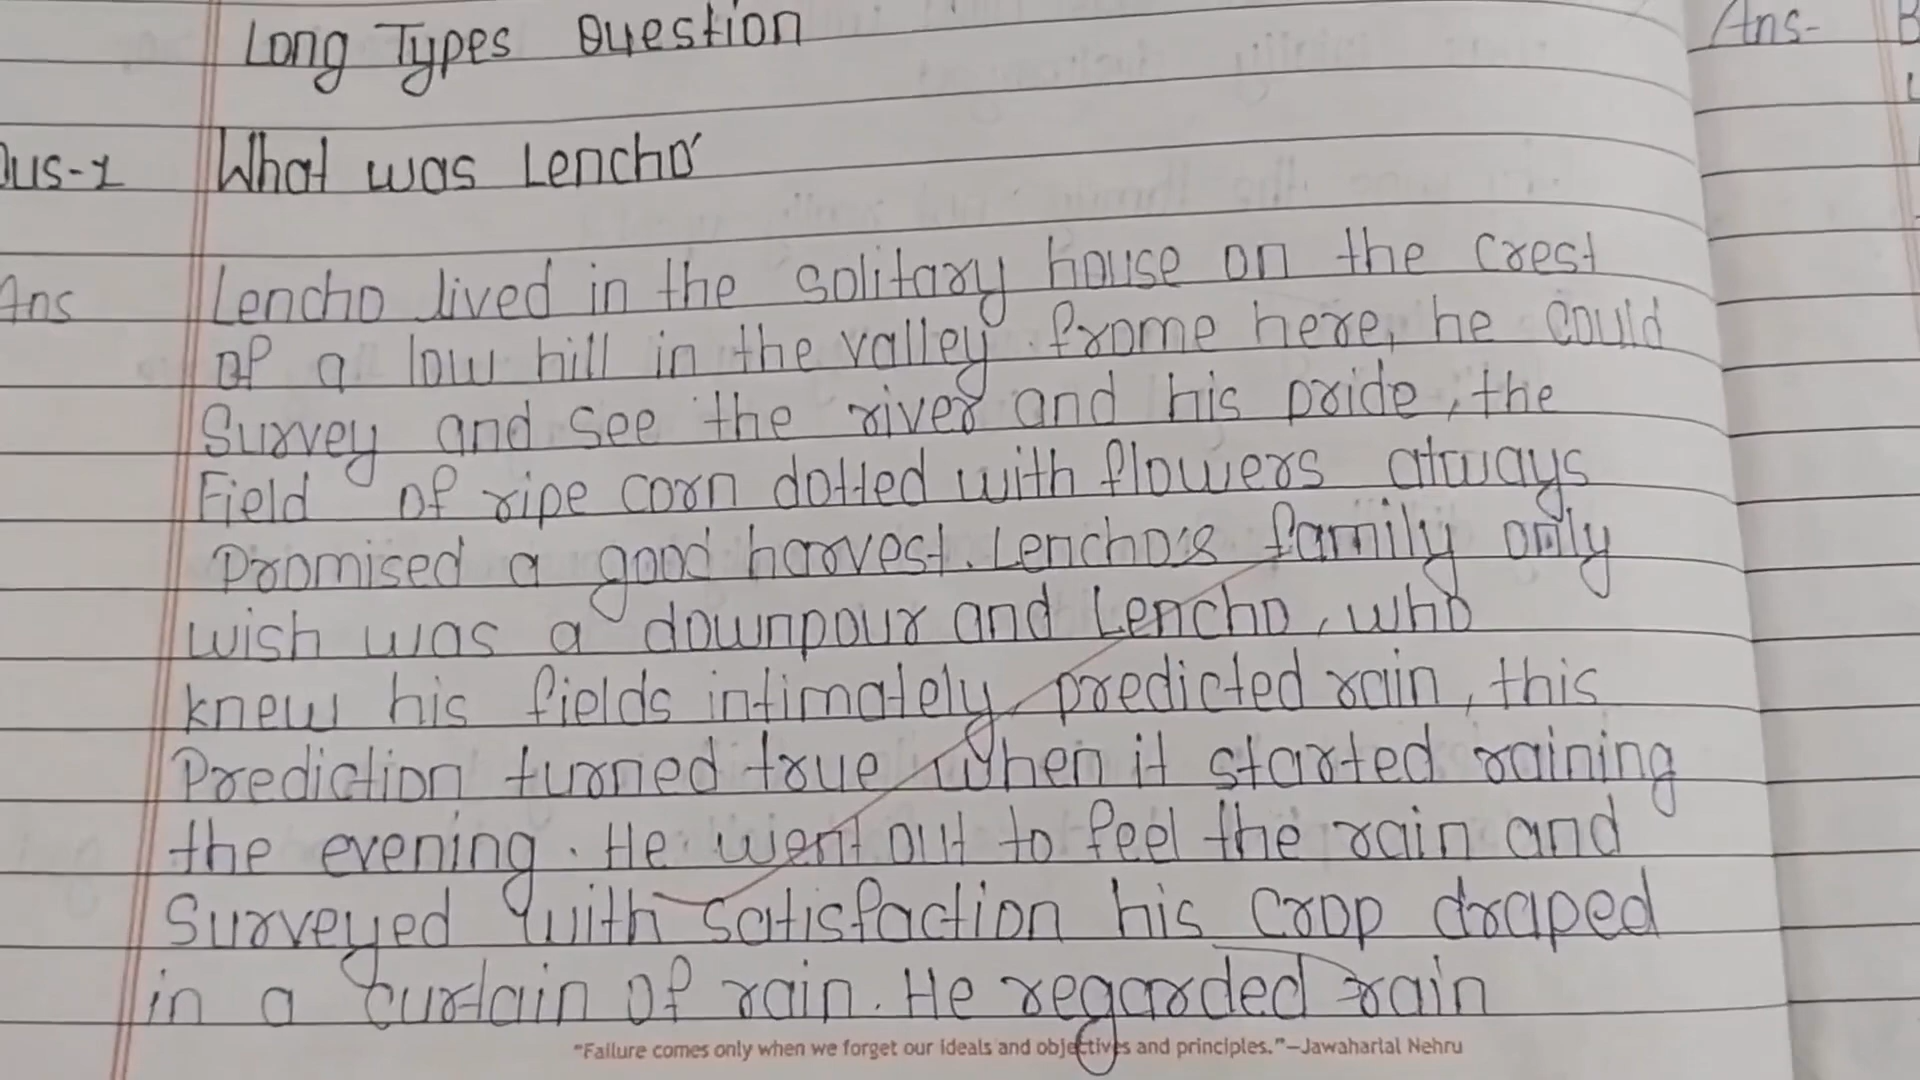 Long Types Question
Ans-
Qus-1 What was Lencho'
Ans Lencho lived in the solitary house on the crest
of a low hill in the valley. frome here, he could
Survey and see the river and his pride, the
Field of ripe corn dotted with flowers always
Promised a good harvest. Lencho's family only
wish was a downpour and Lencho, who
knew his fields intimately predicted rain, this
Prediction turned true when it started raining
the evening. He went out to feel the rain and
Surveyed with satisfaction his crop draped
in a curtain of rain. He regarded rain
"Failure comes only when we forget our ideals and objectives and principles."—Jawaharlal Nehru